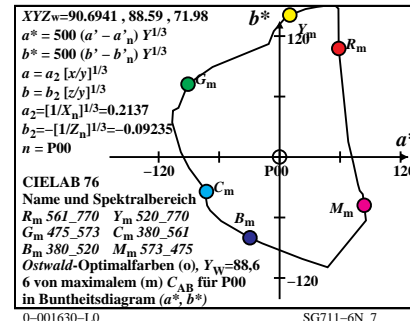 XYZw=90.6941 , 88.59 , 71.98
a* = 500 (a' – a'n) Y^1/3
b* = 500 (b' – b'n) Y^1/3
a = a2 [x/y]^1/3
b = b2 [z/y]^1/3
a2=[1/Xn]^1/3=0.2137
b2=–[1/Zn]^1/3=–0.09235
n = P00
CIELAB 76
Name und Spektralbereich
Rm 561_770 Ym 520_770
Gm 475_573 Cm 380_561
Bm 380_520 Mm 573_475
Ostwald-Optimalfarben (o), YW=88,6
6 von maximalem (m) CAB für P00
in Buntheitsdiagram (a*, b*)
b*
120
Ym
Rm
Gm
a*
–120
P00
120
Cm
Bm
Mm
–120
0–001630–L0
SG711–6N_7